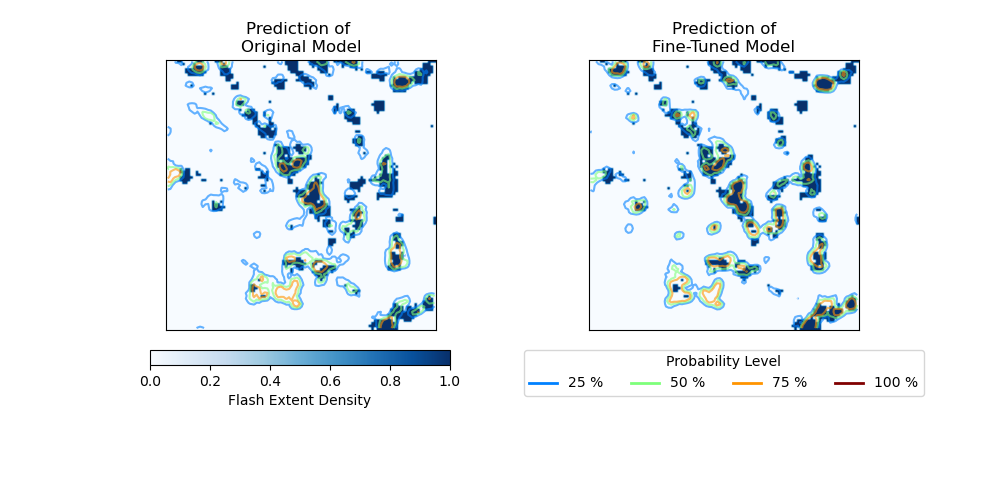 Prediction of
Original Model
Prediction of
Fine-Tuned Model
0.0 0.2 0.4 0.6 0.8 1.0
Flash Extent Density
Probability Level
25 % 50 % 75 % 100 %